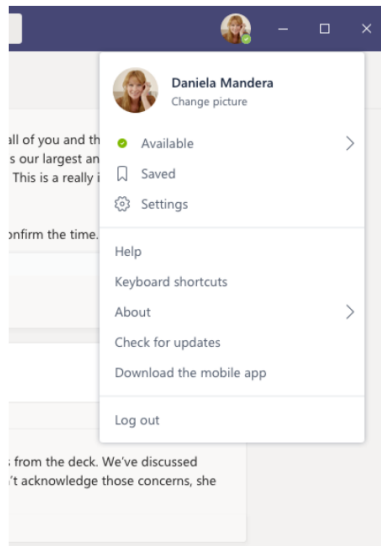 Daniela Mandera
Change picture
all of you and th
Available
s our largest an
Saved
This is a really i
Settings
onfirm the time.
Help
Keyboard shortcuts
About
Check for updates
Download the mobile app
Log out
from the deck. We've discussed
't acknowledge those concerns, she